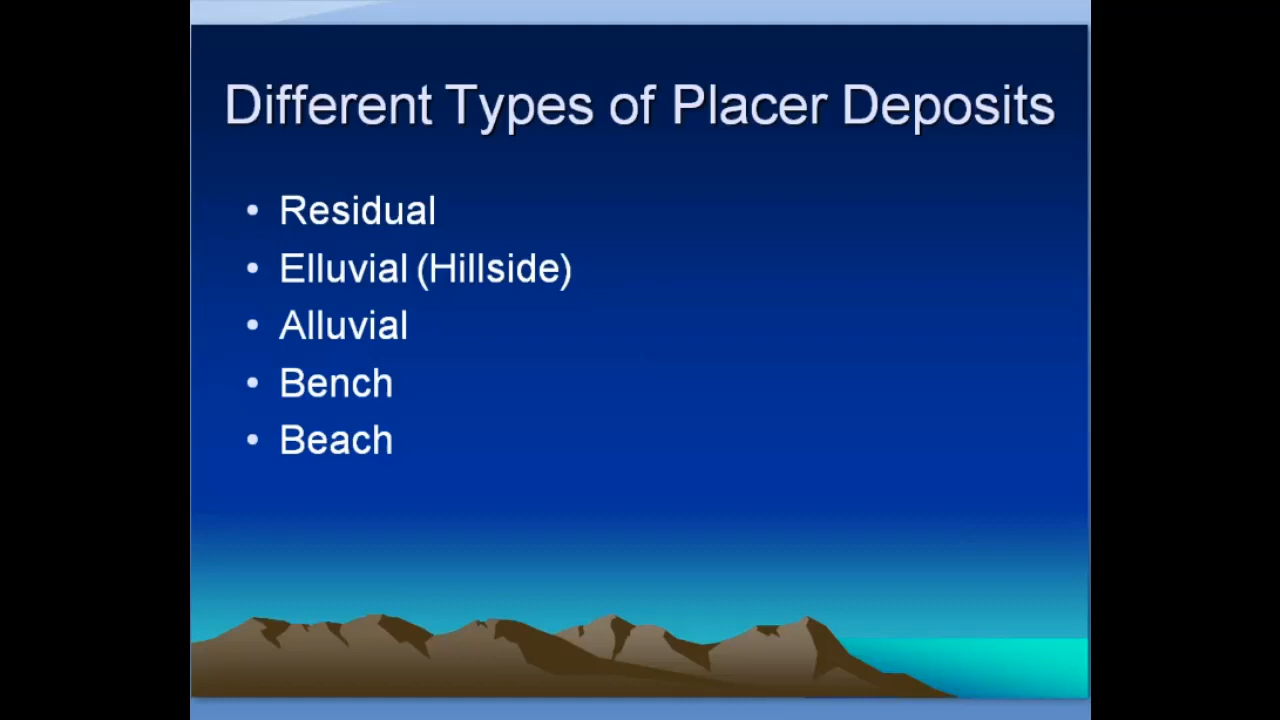 Different Types of Placer Deposits
• Residual
• Elluvial (Hillside)
• Alluvial
• Bench
• Beach